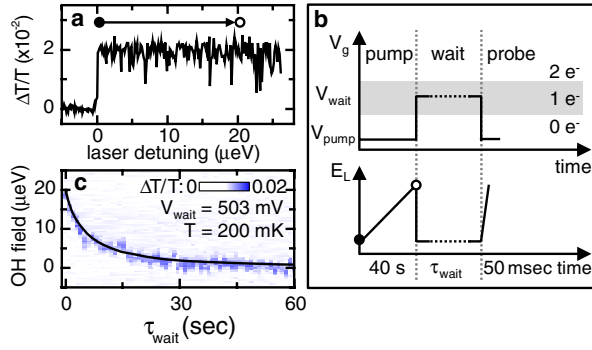 a
ΔT/T (x10⁻²)
2
0
0
10
20
laser detuning (μeV)
c
ΔT/T: 0
0.02
V_wait = 503 mV
T = 200 mK
OH field (μeV)
20
10
0
0
30
60
τ_wait (sec)
b
V_g
pump
wait
probe
2 e⁻
V_wait
1 e⁻
V_pump
0 e⁻
time
E_L
40 s
τ_wait
50 msec
time